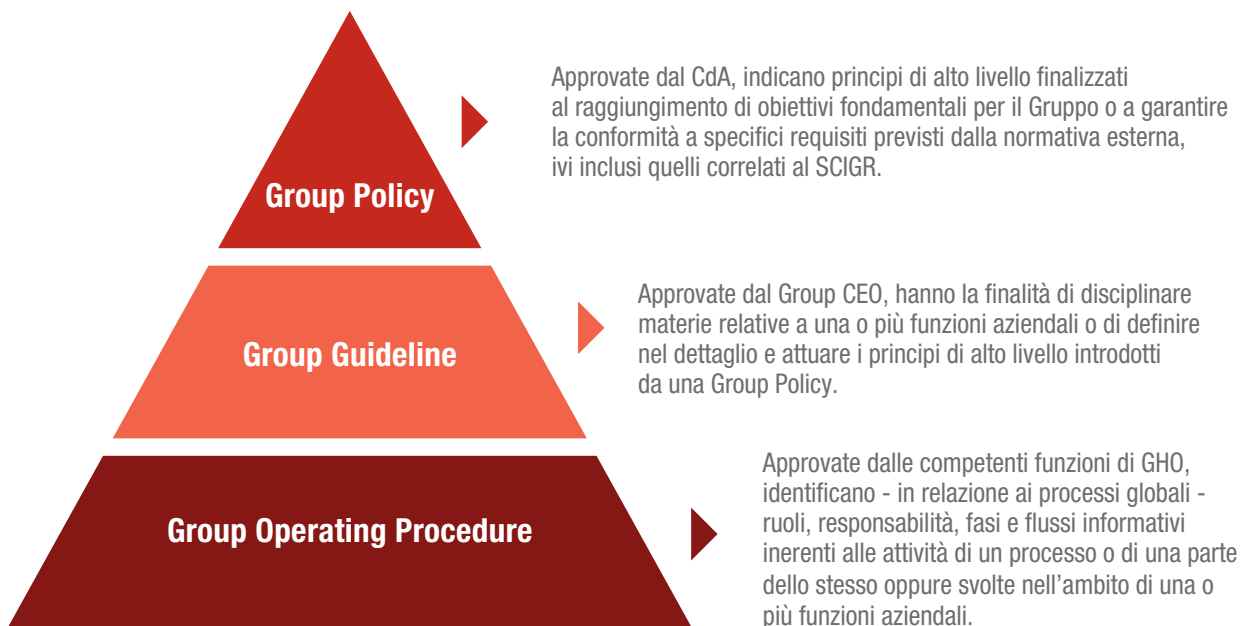 Group Policy
Approvate dal CdA, indicano principi di alto livello finalizzati
al raggiungimento di obiettivi fondamentali per il Gruppo o a garantire
la conformità a specifici requisiti previsti dalla normativa esterna,
ivi inclusi quelli correlati al SCIGR.
Group Guideline
Approvate dal Group CEO, hanno la finalità di disciplinare
materie relative a una o più funzioni aziendali o di definire
nel dettaglio e attuare i principi di alto livello introdotti
da una Group Policy.
Group Operating Procedure
Approvate dalle competenti funzioni di GHO,
identificano - in relazione ai processi globali -
ruoli, responsabilità, fasi e flussi informativi
inerenti alle attività di un processo o di una parte
dello stesso oppure svolte nell’ambito di una o
più funzioni aziendali.